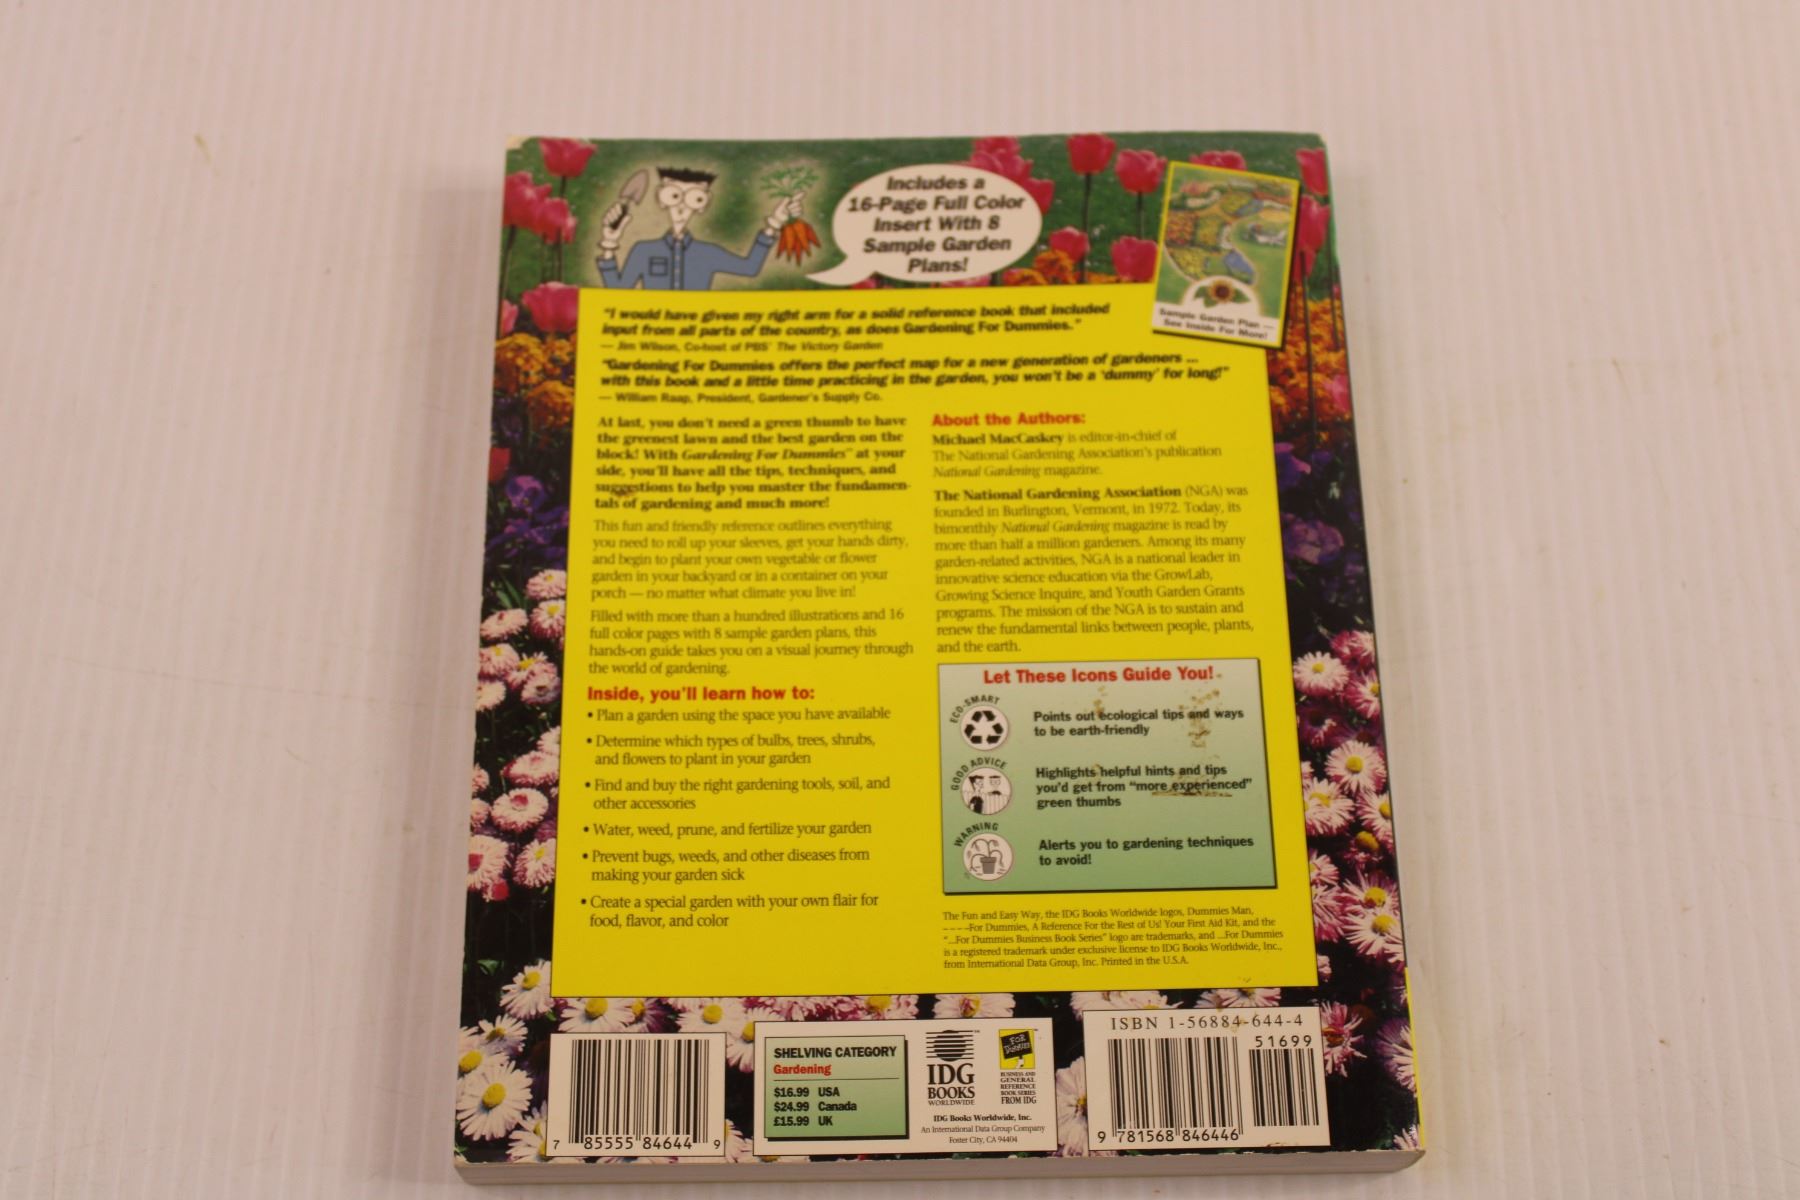 Includes a
16-Page Full Color
Insert With 8
Sample Garden
Plans!
Sample Garden Plan —
See Inside For More!
"I would have given my right arm for a solid reference book that included
input from all parts of the country, as does Gardening For Dummies."
— Jim Wilson, Co-host of PBS' The Victory Garden
"Gardening For Dummies offers the perfect map for a new generation of gardeners ...
with this book and a little time practicing in the garden, you won't be a 'dummy' for long!"
— William Raap, President, Gardener's Supply Co.
At last, you don't need a green thumb to have
the greenest lawn and the best garden on the
block! With Gardening For Dummies™ at your
side, you'll have all the tips, techniques, and
suggestions to help you master the fundamen-
tals of gardening and much more!
This fun and friendly reference outlines everything
you need to roll up your sleeves, get your hands dirty,
and begin to plant your own vegetable or flower
garden in your backyard or in a container on your
porch — no matter what climate you live in!
Filled with more than a hundred illustrations and 16
full color pages with 8 sample garden plans, this
hands-on guide takes you on a visual journey through
the world of gardening.
Inside, you'll learn how to:
• Plan a garden using the space you have available
• Determine which types of bulbs, trees, shrubs,
and flowers to plant in your garden
• Find and buy the right gardening tools, soil, and
other accessories
• Water, weed, prune, and fertilize your garden
• Prevent bugs, weeds, and other diseases from
making your garden sick
• Create a special garden with your own flair for
food, flavor, and color
About the Authors:
Michael MacCaskey is editor-in-chief of
The National Gardening Association's publication
National Gardening magazine.
The National Gardening Association (NGA) was
founded in Burlington, Vermont, in 1972. Today, its
bimonthly National Gardening magazine is read by
more than half a million gardeners. Among its many
garden-related activities, NGA is a national leader in
innovative science education via the GrowLab,
Growing Science Inquire, and Youth Garden Grants
programs. The mission of the NGA is to sustain and
renew the fundamental links between people, plants,
and the earth.
Let These Icons Guide You!
ECO-SMART
Points out ecological tips and ways
to be earth-friendly
GOOD ADVICE
Highlights helpful hints and tips
you'd get from "more experienced"
green thumbs
WARNING
Alerts you to gardening techniques
to avoid!
The Fun and Easy Way, the IDG Books Worldwide logos, Dummies Man,
----For Dummies, A Reference For the Rest of Us! Your First Aid Kit, and the
"...For Dummies Business Book Series" logo are trademarks, and ...For Dummies
is a registered trademark under exclusive license to IDG Books Worldwide, Inc.,
from International Data Group, Inc. Printed in the U.S.A.
7 85555 84644 9
SHELVING CATEGORY
Gardening
$16.99 USA
$24.99 Canada
£15.99 UK
IDG
BOOKS
WORLDWIDE
™
FOR
DUMMIES
™
BUSINESS AND
GENERAL
REFERENCE
BOOK SERIES
FROM IDG
IDG Books Worldwide, Inc.
An International Data Group Company
Foster City, CA 94404
ISBN 1-56884-644-4
51699
9 781568 846446